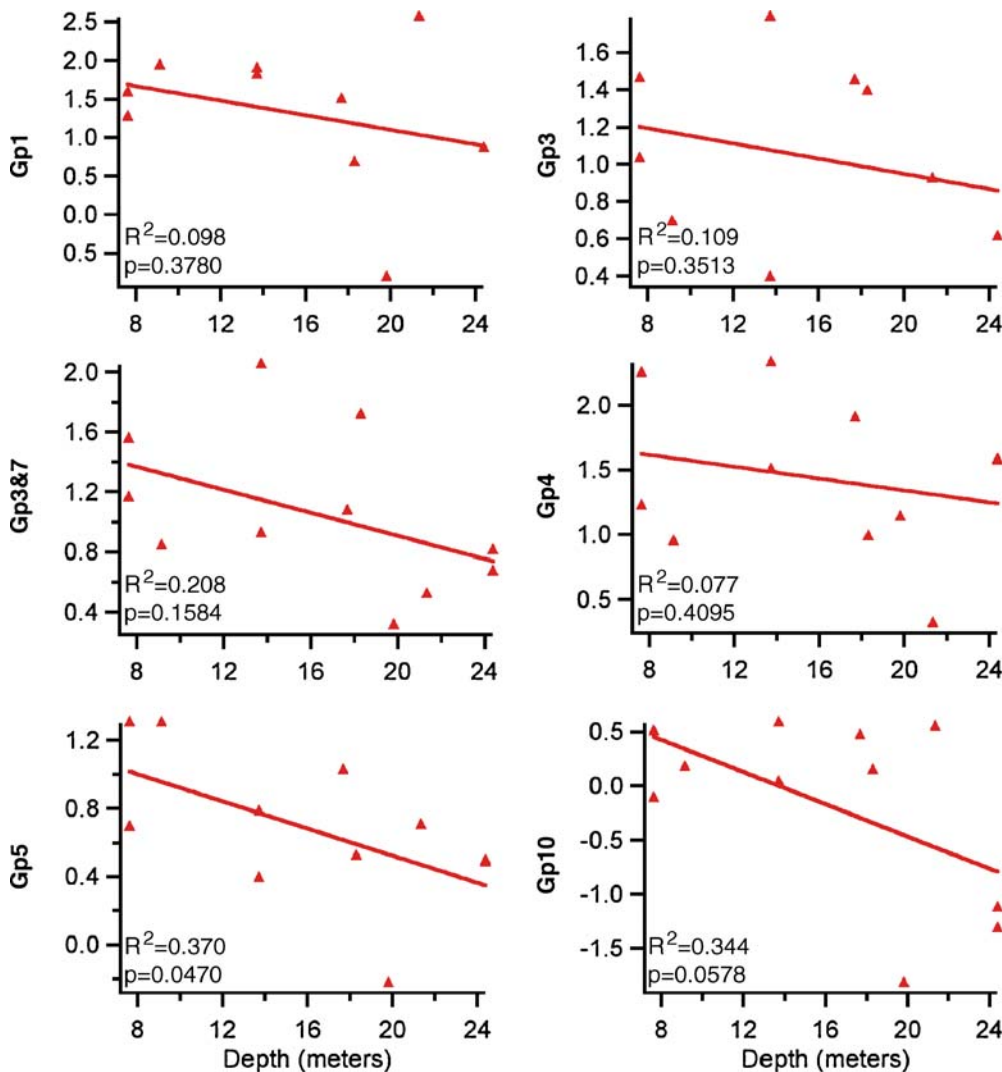 2.5
2.0
1.5
1.0
0.5
0.0
0.5
Gp1
R²=0.098
p=0.3780
8 12 16 20 24
1.6
1.4
1.2
1.0
0.8
0.6
0.4
Gp3
R²=0.109
p=0.3513
8 12 16 20 24
2.0
1.6
1.2
0.8
0.4
Gp3&7
R²=0.208
p=0.1584
8 12 16 20 24
2.0
1.5
1.0
0.5
Gp4
R²=0.077
p=0.4095
8 12 16 20 24
1.2
0.8
0.4
0.0
Gp5
R²=0.370
p=0.0470
8 12 16 20 24
Depth (meters)
0.5
0.0
-0.5
-1.0
-1.5
Gp10
R²=0.344
p=0.0578
8 12 16 20 24
Depth (meters)